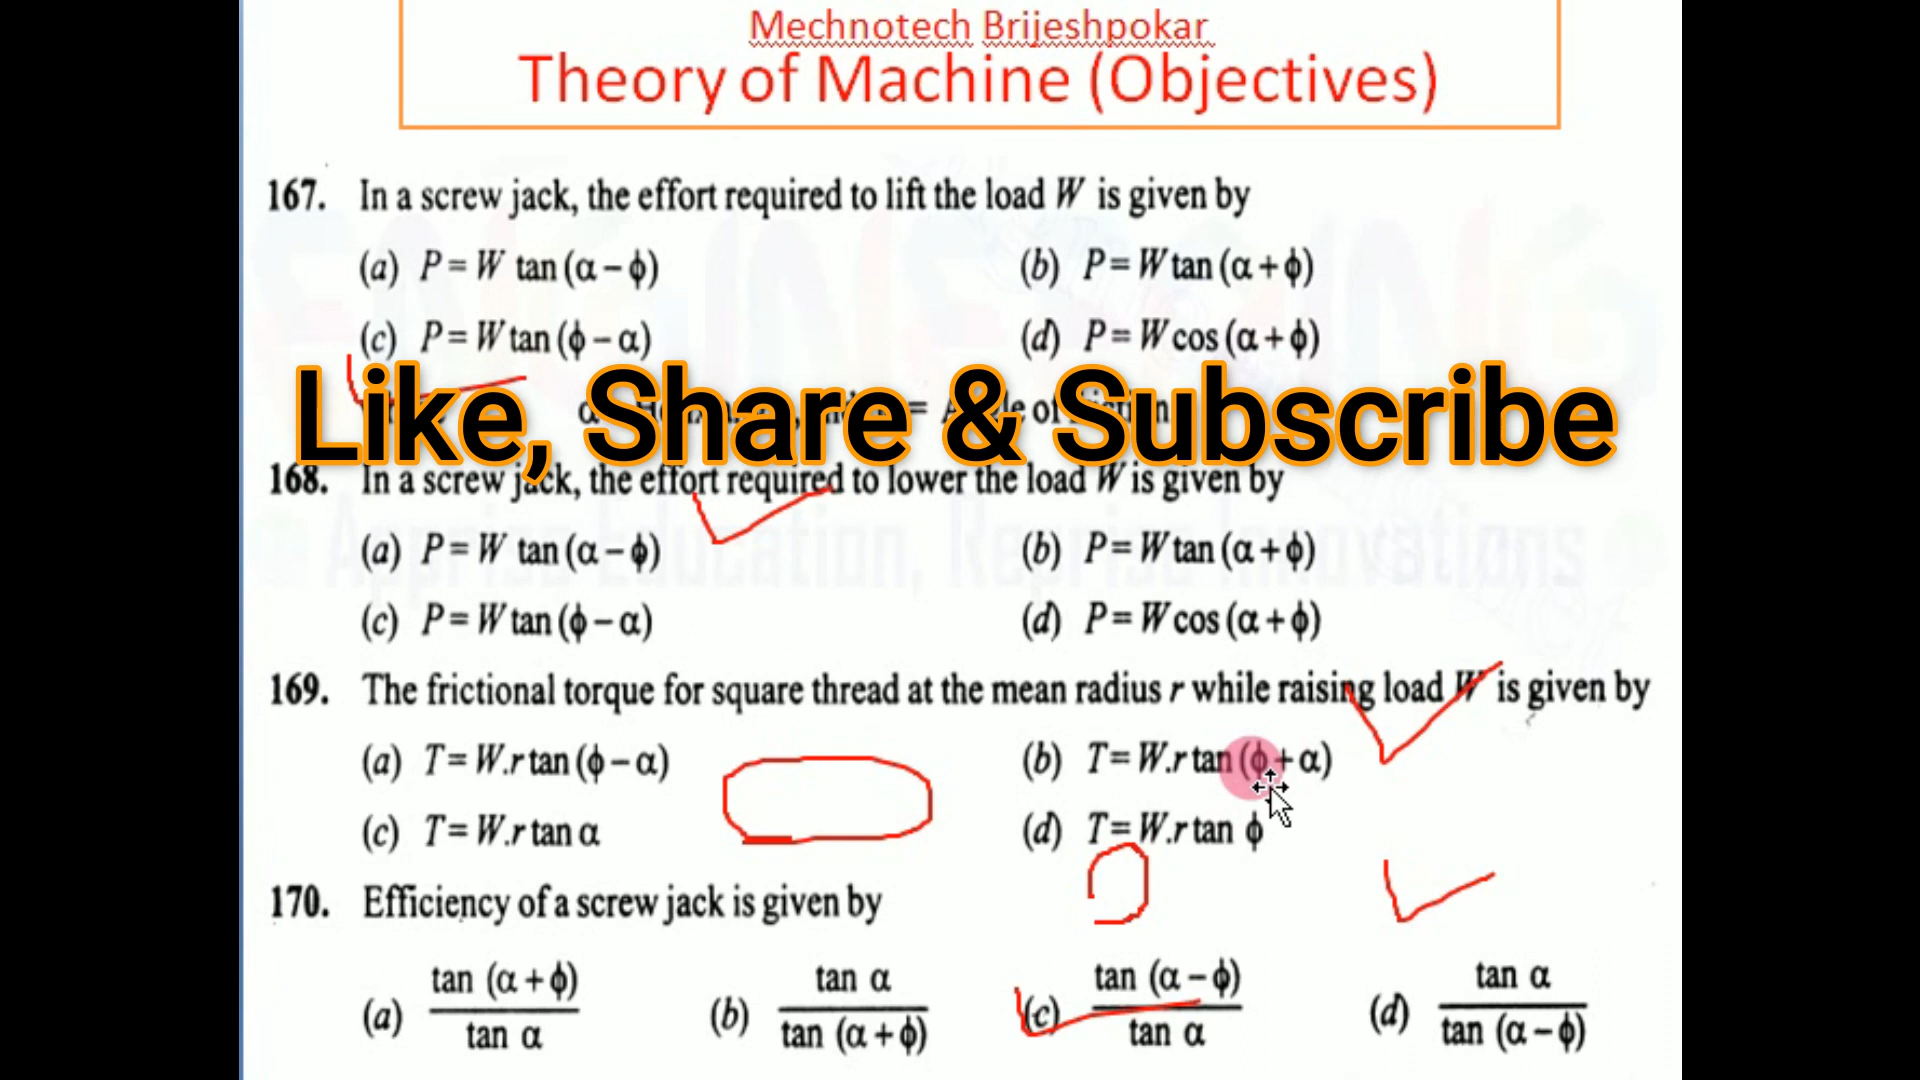 Mechnotech Brijeshpokar
Theory of Machine (Objectives)
167. In a screw jack, the effort required to lift the load W is given by
(a) P = W tan (α – ϕ) (b) P = W tan (α + ϕ)
(c) P = W tan (ϕ – α) (d) P = W cos (α + ϕ)
Like, Share & Subscribe
168. In a screw jack, the effort required to lower the load W is given by
Apprise Education, Reprise Innovations
(a) P = W tan (α – ϕ) (b) P = W tan (α + ϕ)
(c) P = W tan (ϕ – α) (d) P = W cos (α + ϕ)
169. The frictional torque for square thread at the mean radius r while raising load W is given by
(a) T = W.r tan (ϕ – α) (b) T = W.r tan (ϕ + α)
(c) T = W.r tan α (d) T = W.r tan ϕ
170. Efficiency of a screw jack is given by
(a) tan (α + ϕ) / tan α (b) tan α / tan (α + ϕ) (c) tan (α – ϕ) / tan α (d) tan α / tan (α – ϕ)